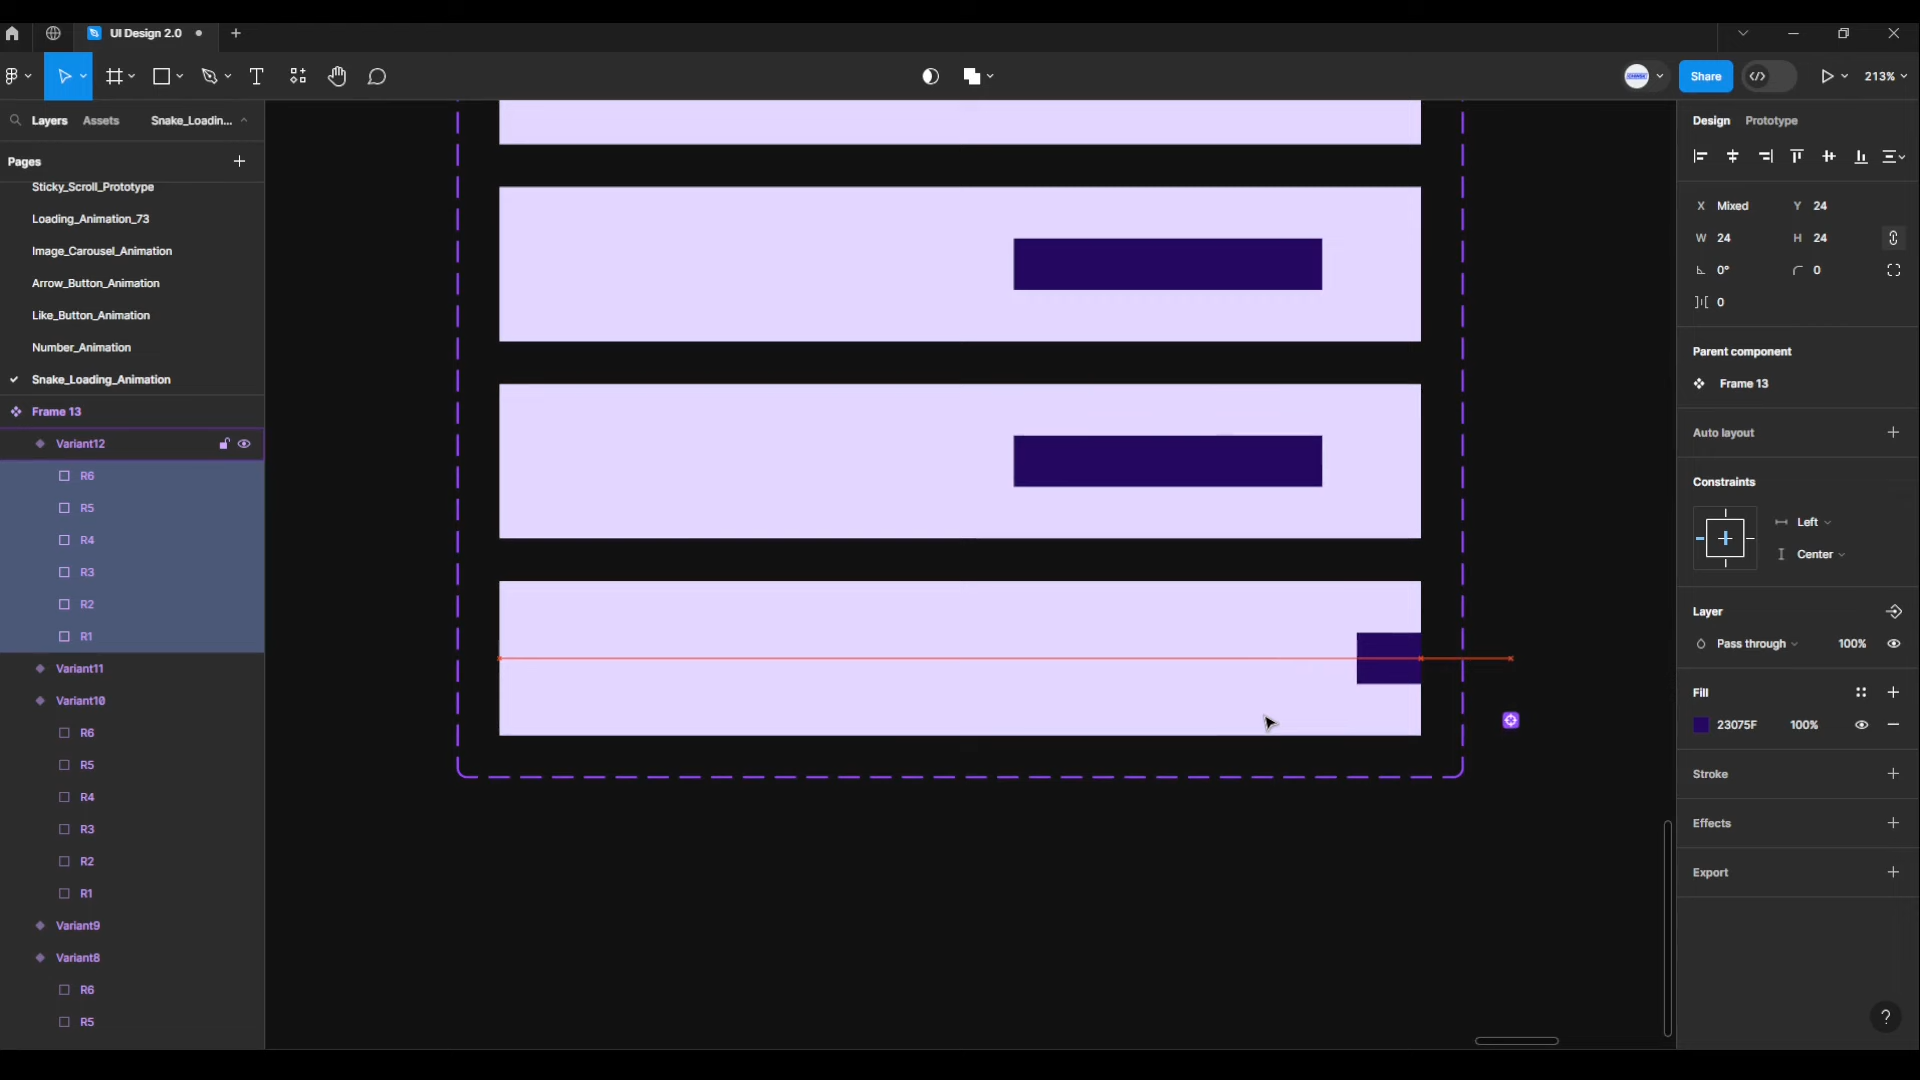 UI Design 2.0
Share
213%
Layers
Assets
Snake_Loadin...
Design
Prototype
Pages
Sticky_Scroll_Prototype
Loading_Animation_73
Image_Carousel_Animation
Arrow_Button_Animation
Like_Button_Animation
Number_Animation
Snake_Loading_Animation
Frame 13
Variant12
R6
R5
R4
R3
R2
R1
Variant11
Variant10
R6
R5
R4
R3
R2
R1
Variant9
Variant8
R6
R5
X Mixed
Y 24
W 24
H 24
0°
0
0
Parent component
Frame 13
Auto layout
Constraints
Left
Center
Layer
Pass through
100%
Fill
23075F
100%
Stroke
Effects
Export
?